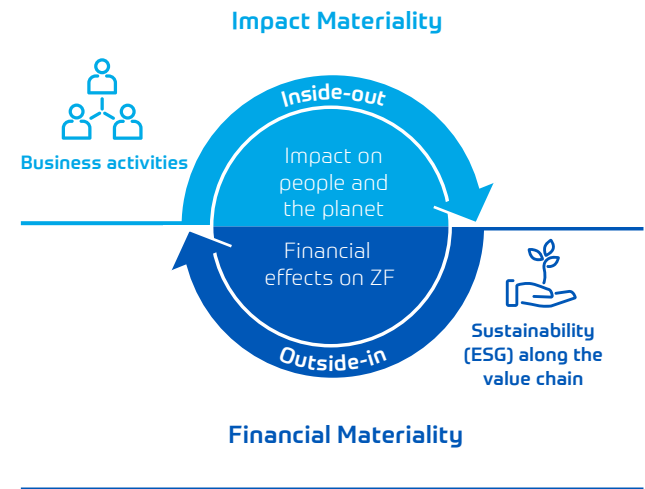 Impact Materiality
Inside-out
Business activities
Impact on
people and
the planet
Financial
effects on ZF
Sustainability
(ESG) along the
value chain
Outside-in
Financial Materiality